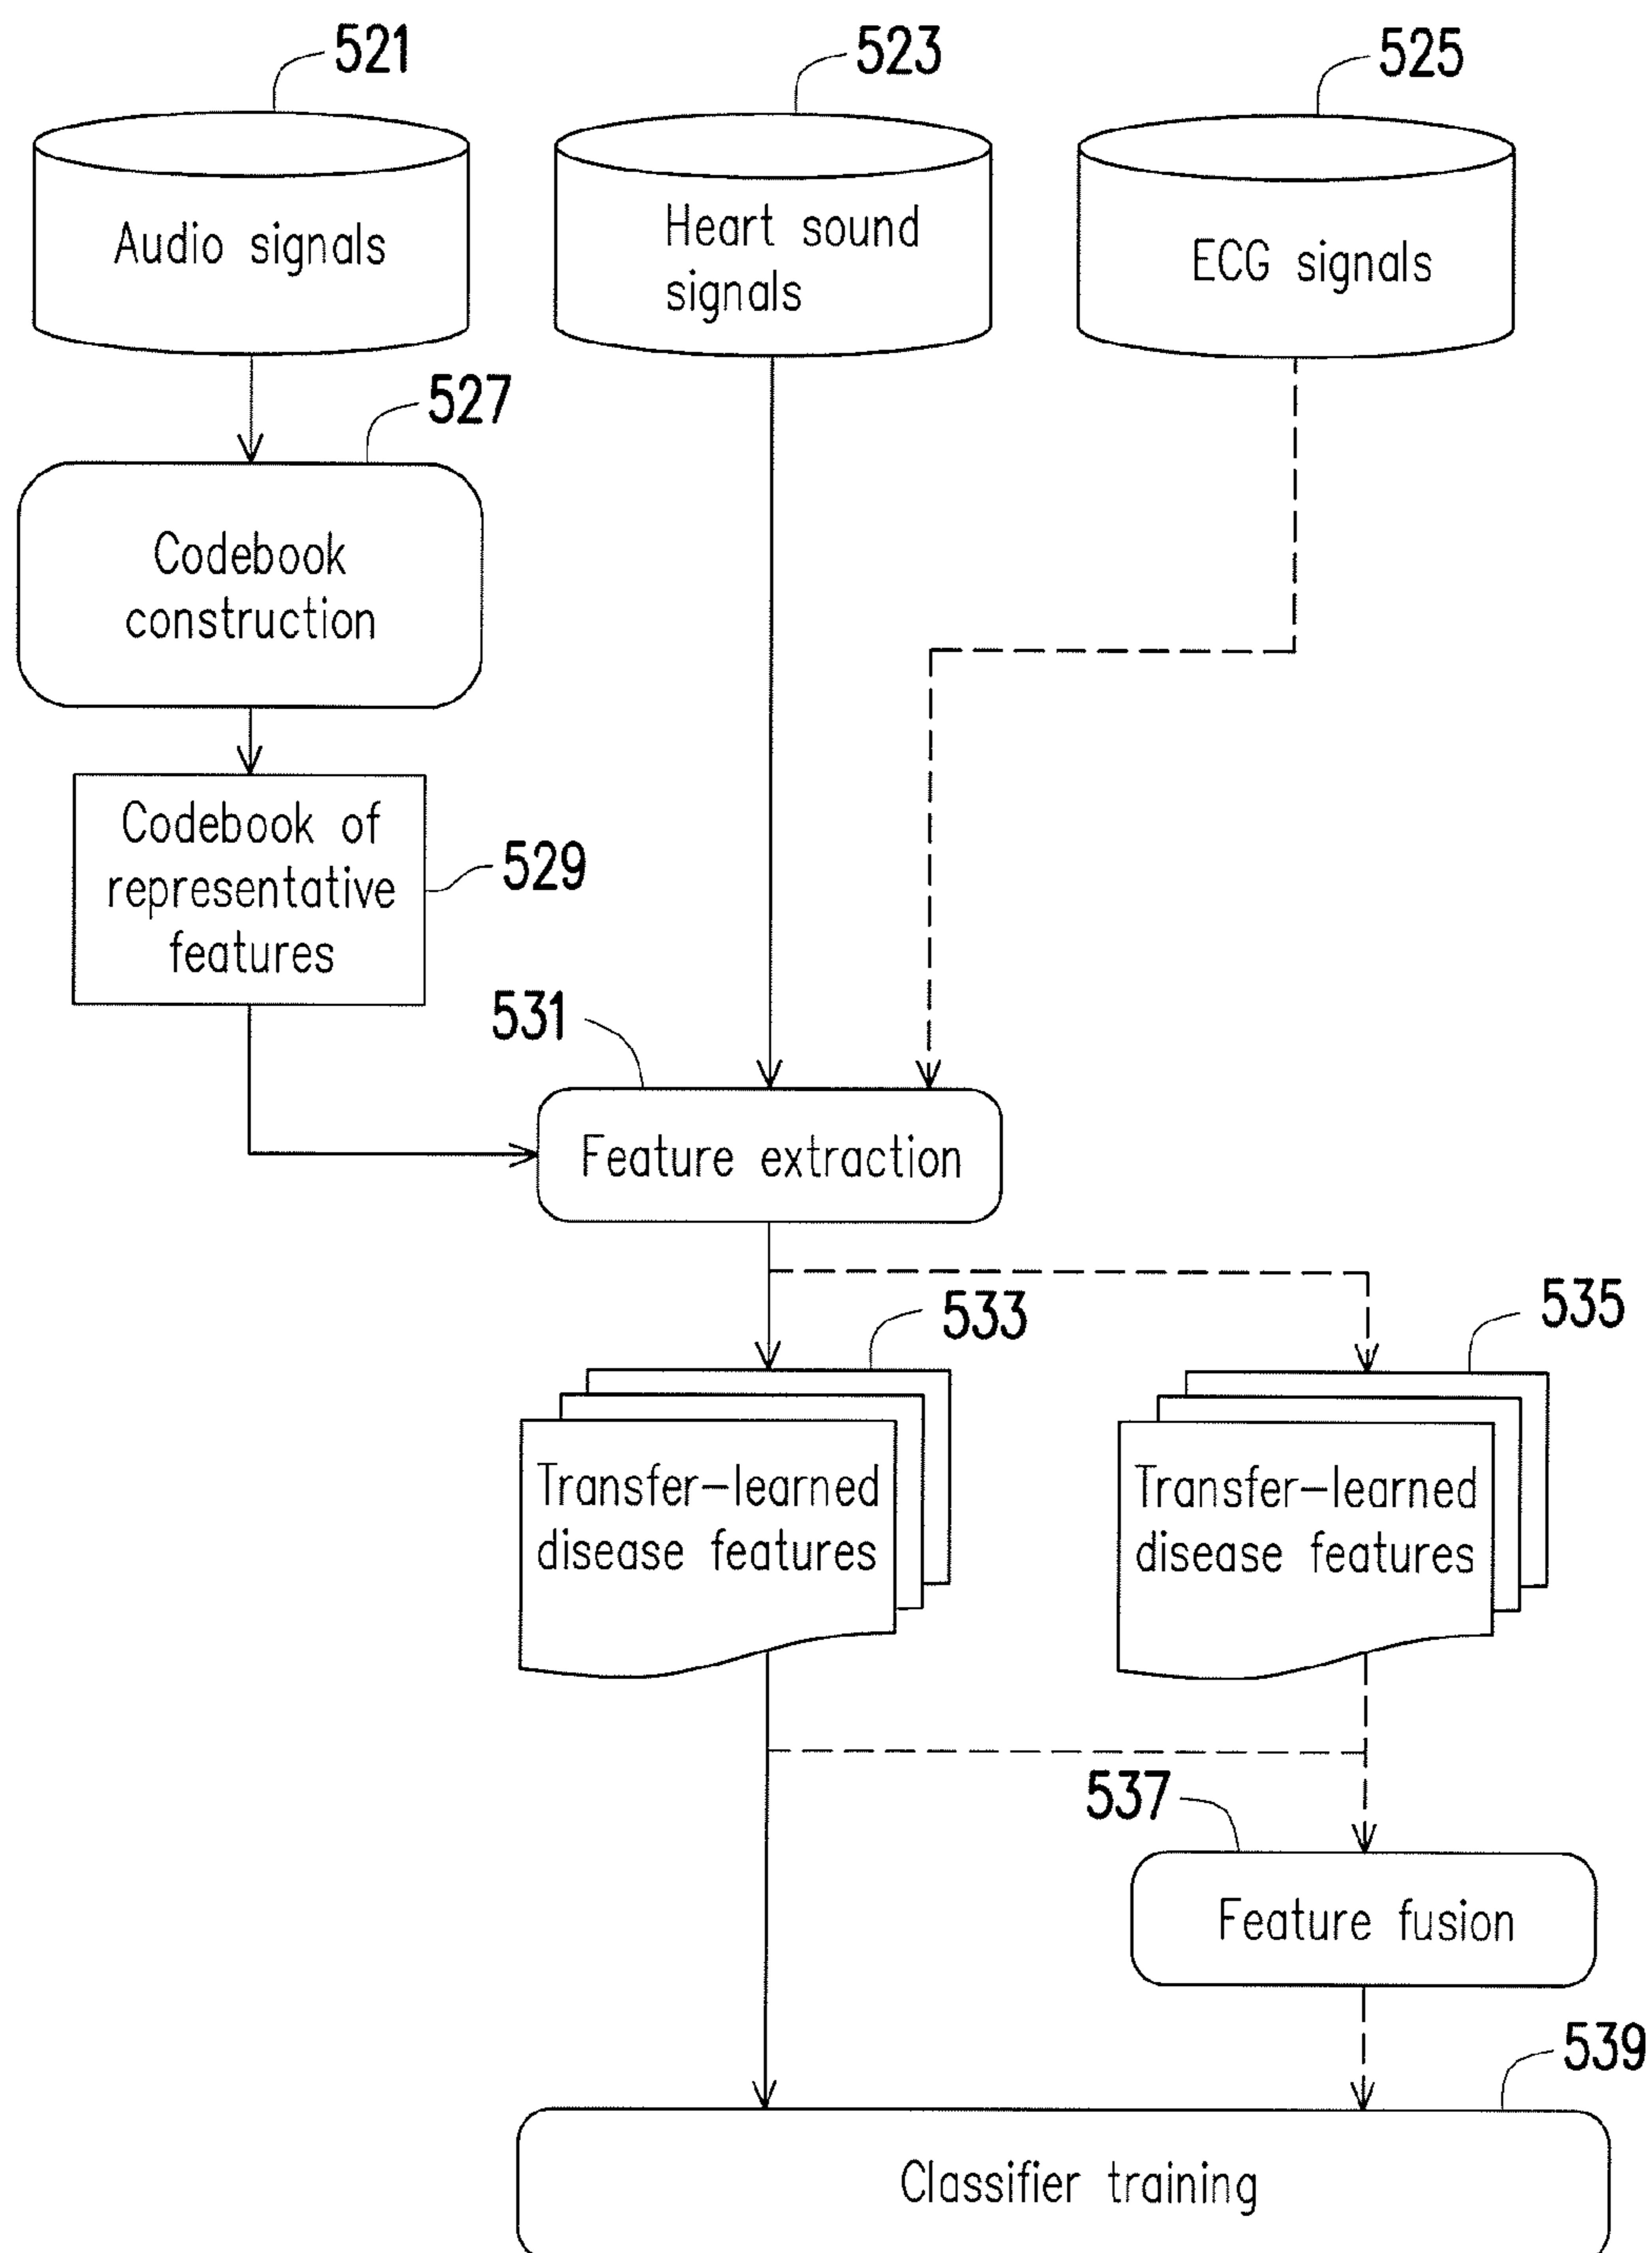 521
523
525
Audio signals
Heart sound
signals
ECG signals
527
Codebook
construction
Codebook of
representative
features
529
531
Feature extraction
533
535
Transfer-learned
disease features
Transfer-learned
disease features
537
Feature fusion
539
Classifier training